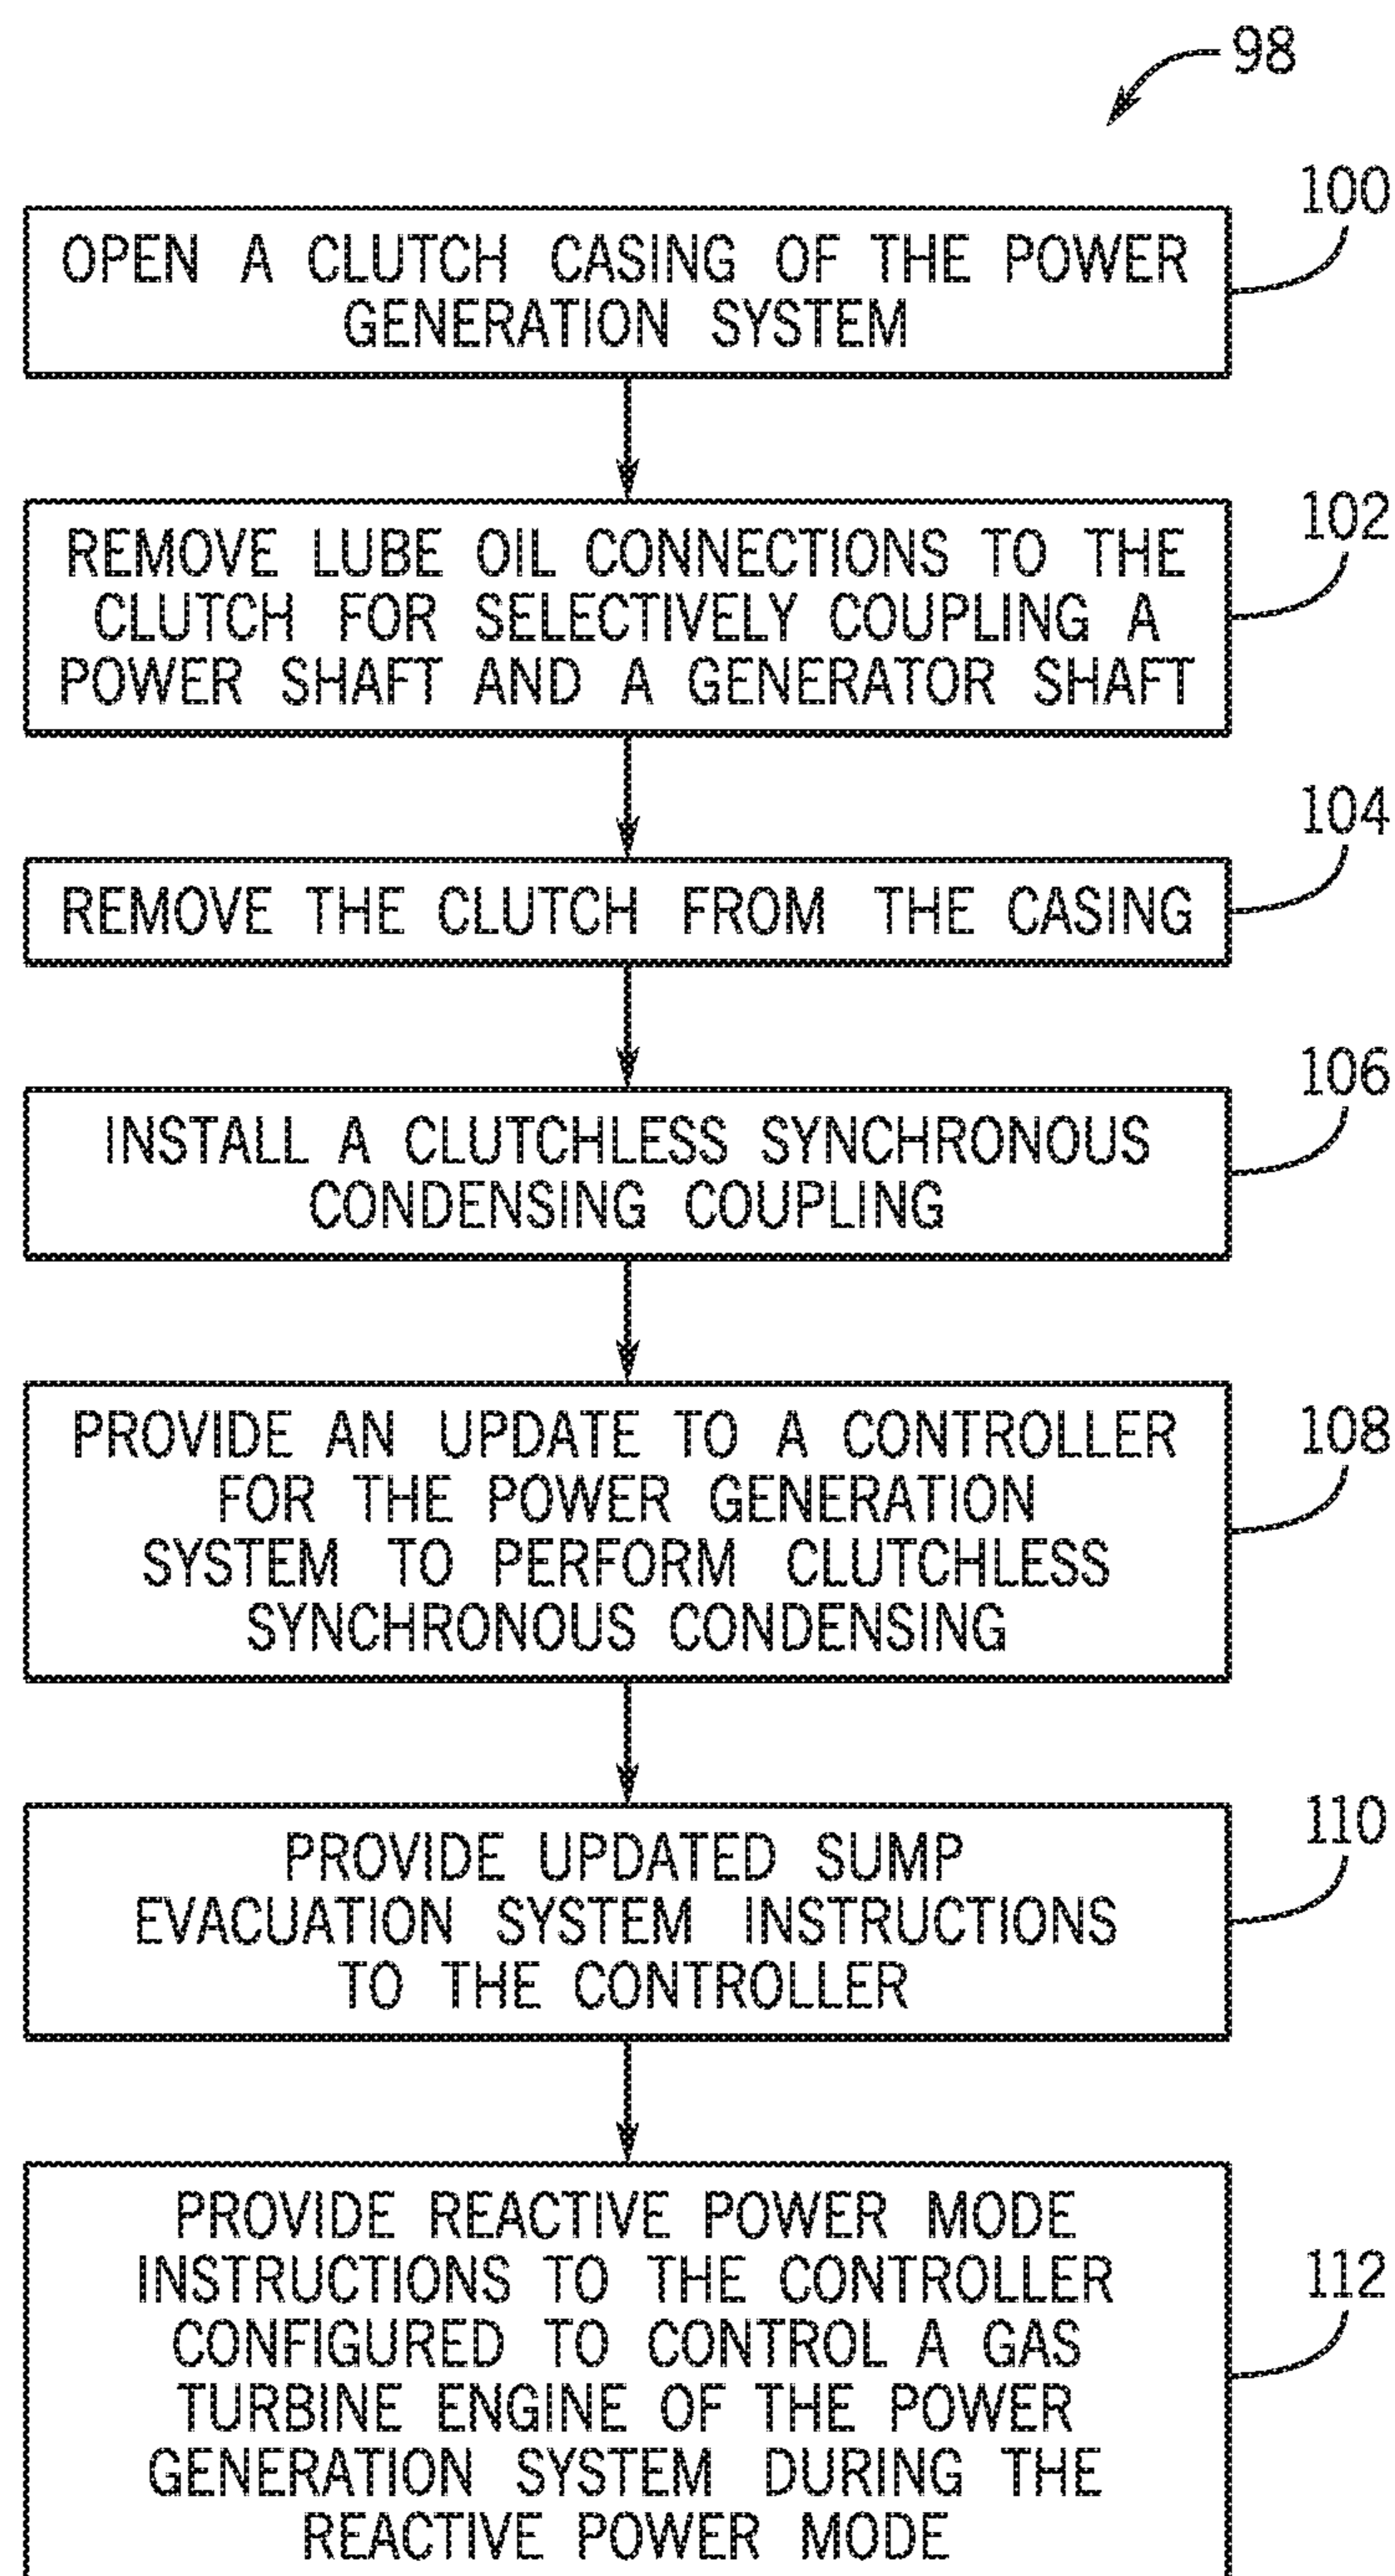 98
100
OPEN A CLUTCH CASING OF THE POWER
GENERATION SYSTEM
102
REMOVE LUBE OIL CONNECTIONS TO THE
CLUTCH FOR SELECTIVELY COUPLING A
POWER SHAFT AND A GENERATOR SHAFT
104
REMOVE THE CLUTCH FROM THE CASING
106
INSTALL A CLUTCHLESS SYNCHRONOUS
CONDENSING COUPLING
108
PROVIDE AN UPDATE TO A CONTROLLER
FOR THE POWER GENERATION
SYSTEM TO PERFORM CLUTCHLESS
SYNCHRONOUS CONDENSING
110
PROVIDE UPDATED SUMP
EVACUATION SYSTEM INSTRUCTIONS
TO THE CONTROLLER
112
PROVIDE REACTIVE POWER MODE
INSTRUCTIONS TO THE CONTROLLER
CONFIGURED TO CONTROL A GAS
TURBINE ENGINE OF THE POWER
GENERATION SYSTEM DURING THE
REACTIVE POWER MODE